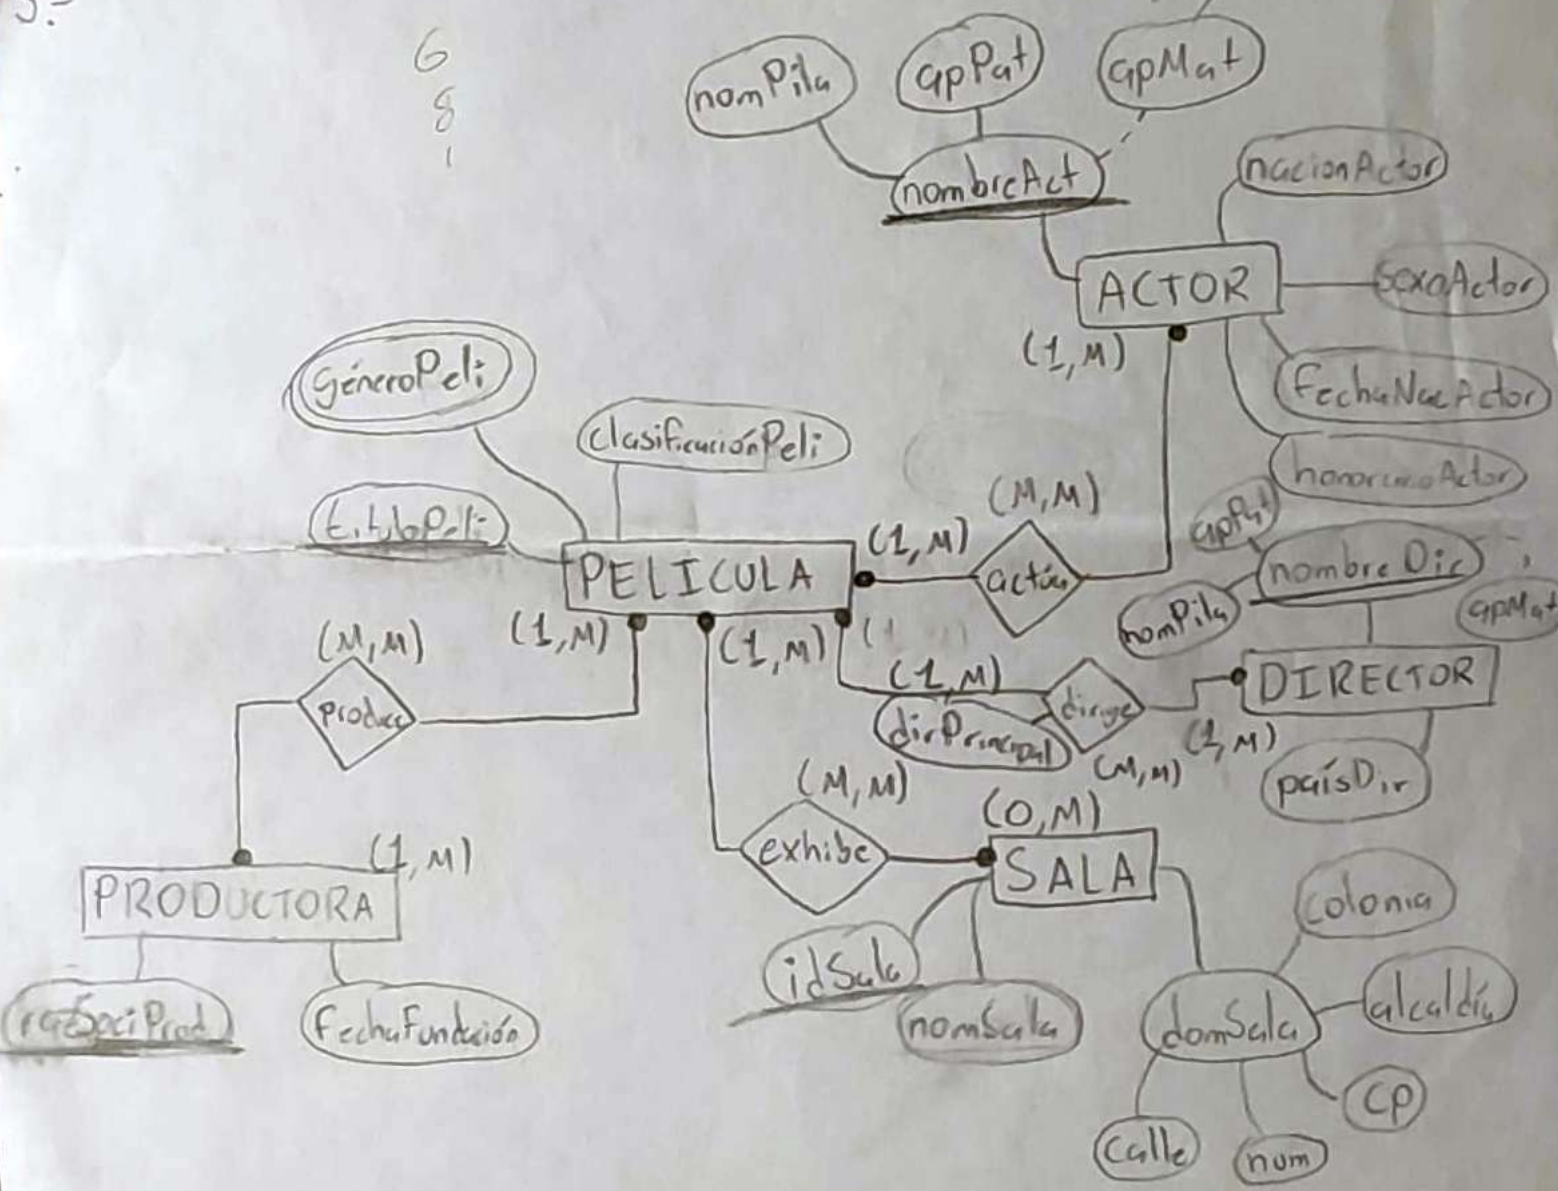 6
8
1
nomPila
apPat
apMat
nombreAct
nacionActor
ACTOR
sexoActor
(1,M)
fechaNacActor
géneroPeli
clasificaciónPeli
honorarioActor
títuloPeli
(M,M)
(1,M)
actúa
apPat
PELICULA
nombreDir
nomPila
apMat
(M,M)
(1,M)
(1,M)
(1,M)
dirige
DIRECTOR
produce
dirPrincipal
(M,M)
(1,M)
paísDir
(M,M)
(0,M)
exhibe
SALA
(1,M)
PRODUCTORA
colonia
idSala
alcaldía
razSociProd
fechaFundación
nomSala
domSala
CP
calle
num